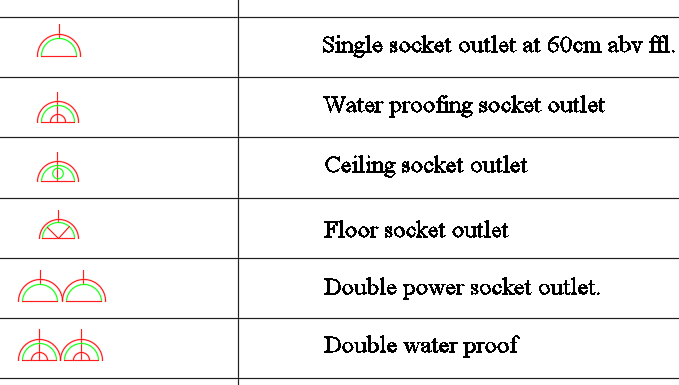 Single socket outlet at 60cm abv ffl.
Water proofing socket outlet
Ceiling socket outlet
Floor socket outlet
Double power socket outlet.
Double water proof